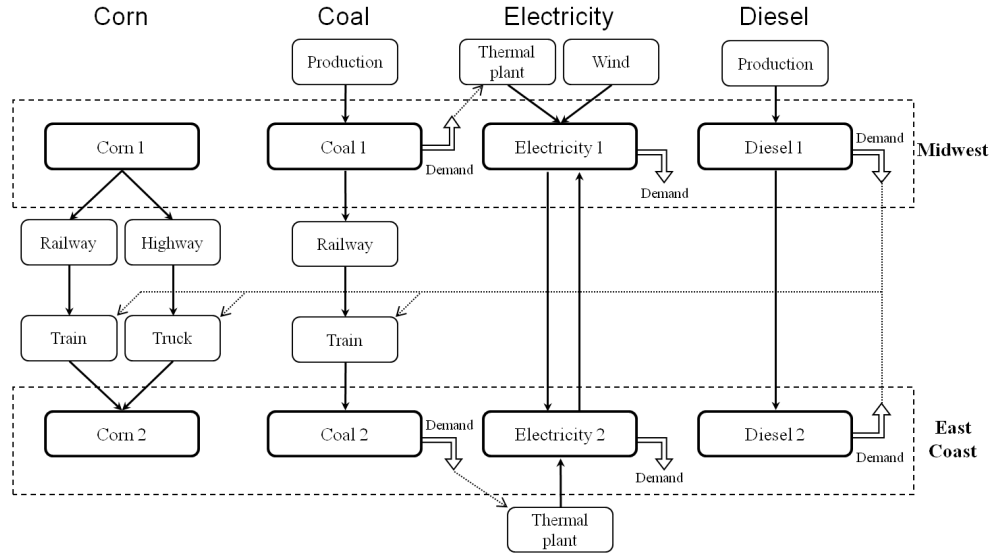 Corn
Coal
Electricity
Diesel
Production
Thermal
plant
Wind
Production
Corn 1
Coal 1
Demand
Electricity 1
Demand
Diesel 1
Demand
Midwest
Railway
Highway
Railway
Train
Truck
Train
Corn 2
Coal 2
Demand
Electricity 2
Demand
Diesel 2
Demand
East
Coast
Thermal
plant